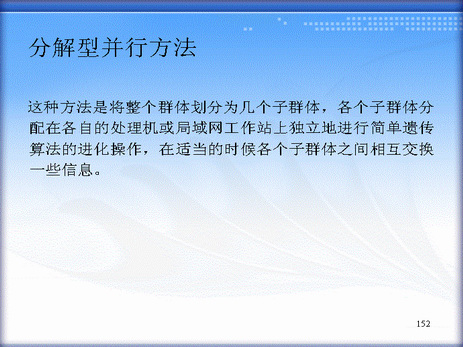 分解型并行方法
这种方法是将整个群体划分为几个子群体，各个子群体分
配在各自的处理机或局域网工作站上独立地进行简单遗传
算法的进化操作，在适当的时候各个子群体之间相互交换
一些信息。
152